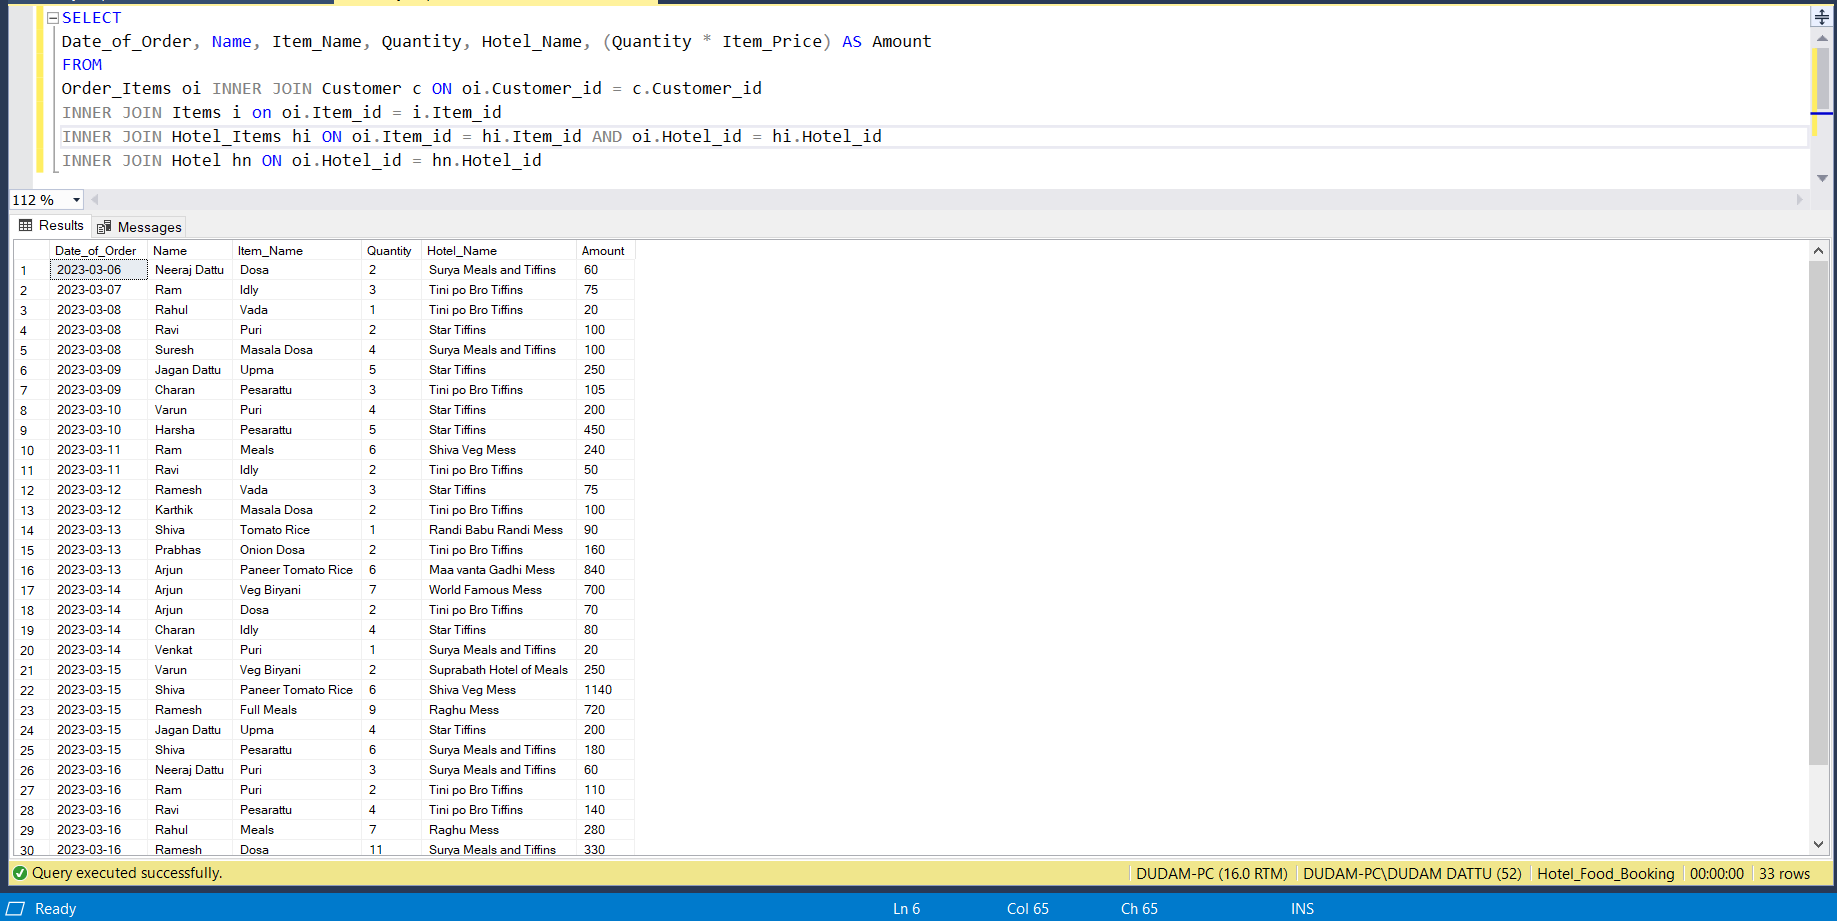 SELECT
Date_of_Order, Name, Item_Name, Quantity, Hotel_Name, (Quantity * Item_Price) AS Amount
FROM
Order_Items oi INNER JOIN Customer c ON oi.Customer_id = c.Customer_id
INNER JOIN Items i on oi.Item_id = i.Item_id
INNER JOIN Hotel_Items hi ON oi.Item_id = hi.Item_id AND oi.Hotel_id = hi.Hotel_id
INNER JOIN Hotel hn ON oi.Hotel_id = hn.Hotel_id
112 %
Results Messages
Date_of_Order Name Item_Name Quantity Hotel_Name Amount
1 2023-03-06 Neeraj Dattu Dosa 2 Surya Meals and Tiffins 60
2 2023-03-07 Ram Idly 3 Tini po Bro Tiffins 75
3 2023-03-08 Rahul Vada 1 Tini po Bro Tiffins 20
4 2023-03-08 Ravi Puri 2 Star Tiffins 100
5 2023-03-08 Suresh Masala Dosa 4 Surya Meals and Tiffins 100
6 2023-03-09 Jagan Dattu Upma 5 Star Tiffins 250
7 2023-03-09 Charan Pesarattu 3 Tini po Bro Tiffins 105
8 2023-03-10 Varun Puri 4 Star Tiffins 200
9 2023-03-10 Harsha Pesarattu 5 Star Tiffins 450
10 2023-03-11 Ram Meals 6 Shiva Veg Mess 240
11 2023-03-11 Ravi Idly 2 Tini po Bro Tiffins 50
12 2023-03-12 Ramesh Vada 3 Star Tiffins 75
13 2023-03-12 Karthik Masala Dosa 2 Tini po Bro Tiffins 100
14 2023-03-13 Shiva Tomato Rice 1 Randi Babu Randi Mess 90
15 2023-03-13 Prabhas Onion Dosa 2 Tini po Bro Tiffins 160
16 2023-03-13 Arjun Paneer Tomato Rice 6 Maa vanta Gadhi Mess 840
17 2023-03-14 Arjun Veg Biryani 7 World Famous Mess 700
18 2023-03-14 Arjun Dosa 2 Tini po Bro Tiffins 70
19 2023-03-14 Charan Idly 4 Star Tiffins 80
20 2023-03-14 Venkat Puri 1 Surya Meals and Tiffins 20
21 2023-03-15 Varun Veg Biryani 2 Suprabath Hotel of Meals 250
22 2023-03-15 Shiva Paneer Tomato Rice 6 Shiva Veg Mess 1140
23 2023-03-15 Ramesh Full Meals 9 Raghu Mess 720
24 2023-03-15 Jagan Dattu Upma 4 Star Tiffins 200
25 2023-03-15 Shiva Pesarattu 6 Surya Meals and Tiffins 180
26 2023-03-16 Neeraj Dattu Puri 3 Surya Meals and Tiffins 60
27 2023-03-16 Ram Puri 2 Tini po Bro Tiffins 110
28 2023-03-16 Ravi Pesarattu 4 Tini po Bro Tiffins 140
29 2023-03-16 Rahul Meals 7 Raghu Mess 280
30 2023-03-16 Ramesh Dosa 11 Surya Meals and Tiffins 330
Query executed successfully. DUDAM-PC (16.0 RTM) DUDAM-PC\DUDAM DATTU (52) Hotel_Food_Booking 00:00:00 33 rows
Ready Ln 6 Col 65 Ch 65 INS